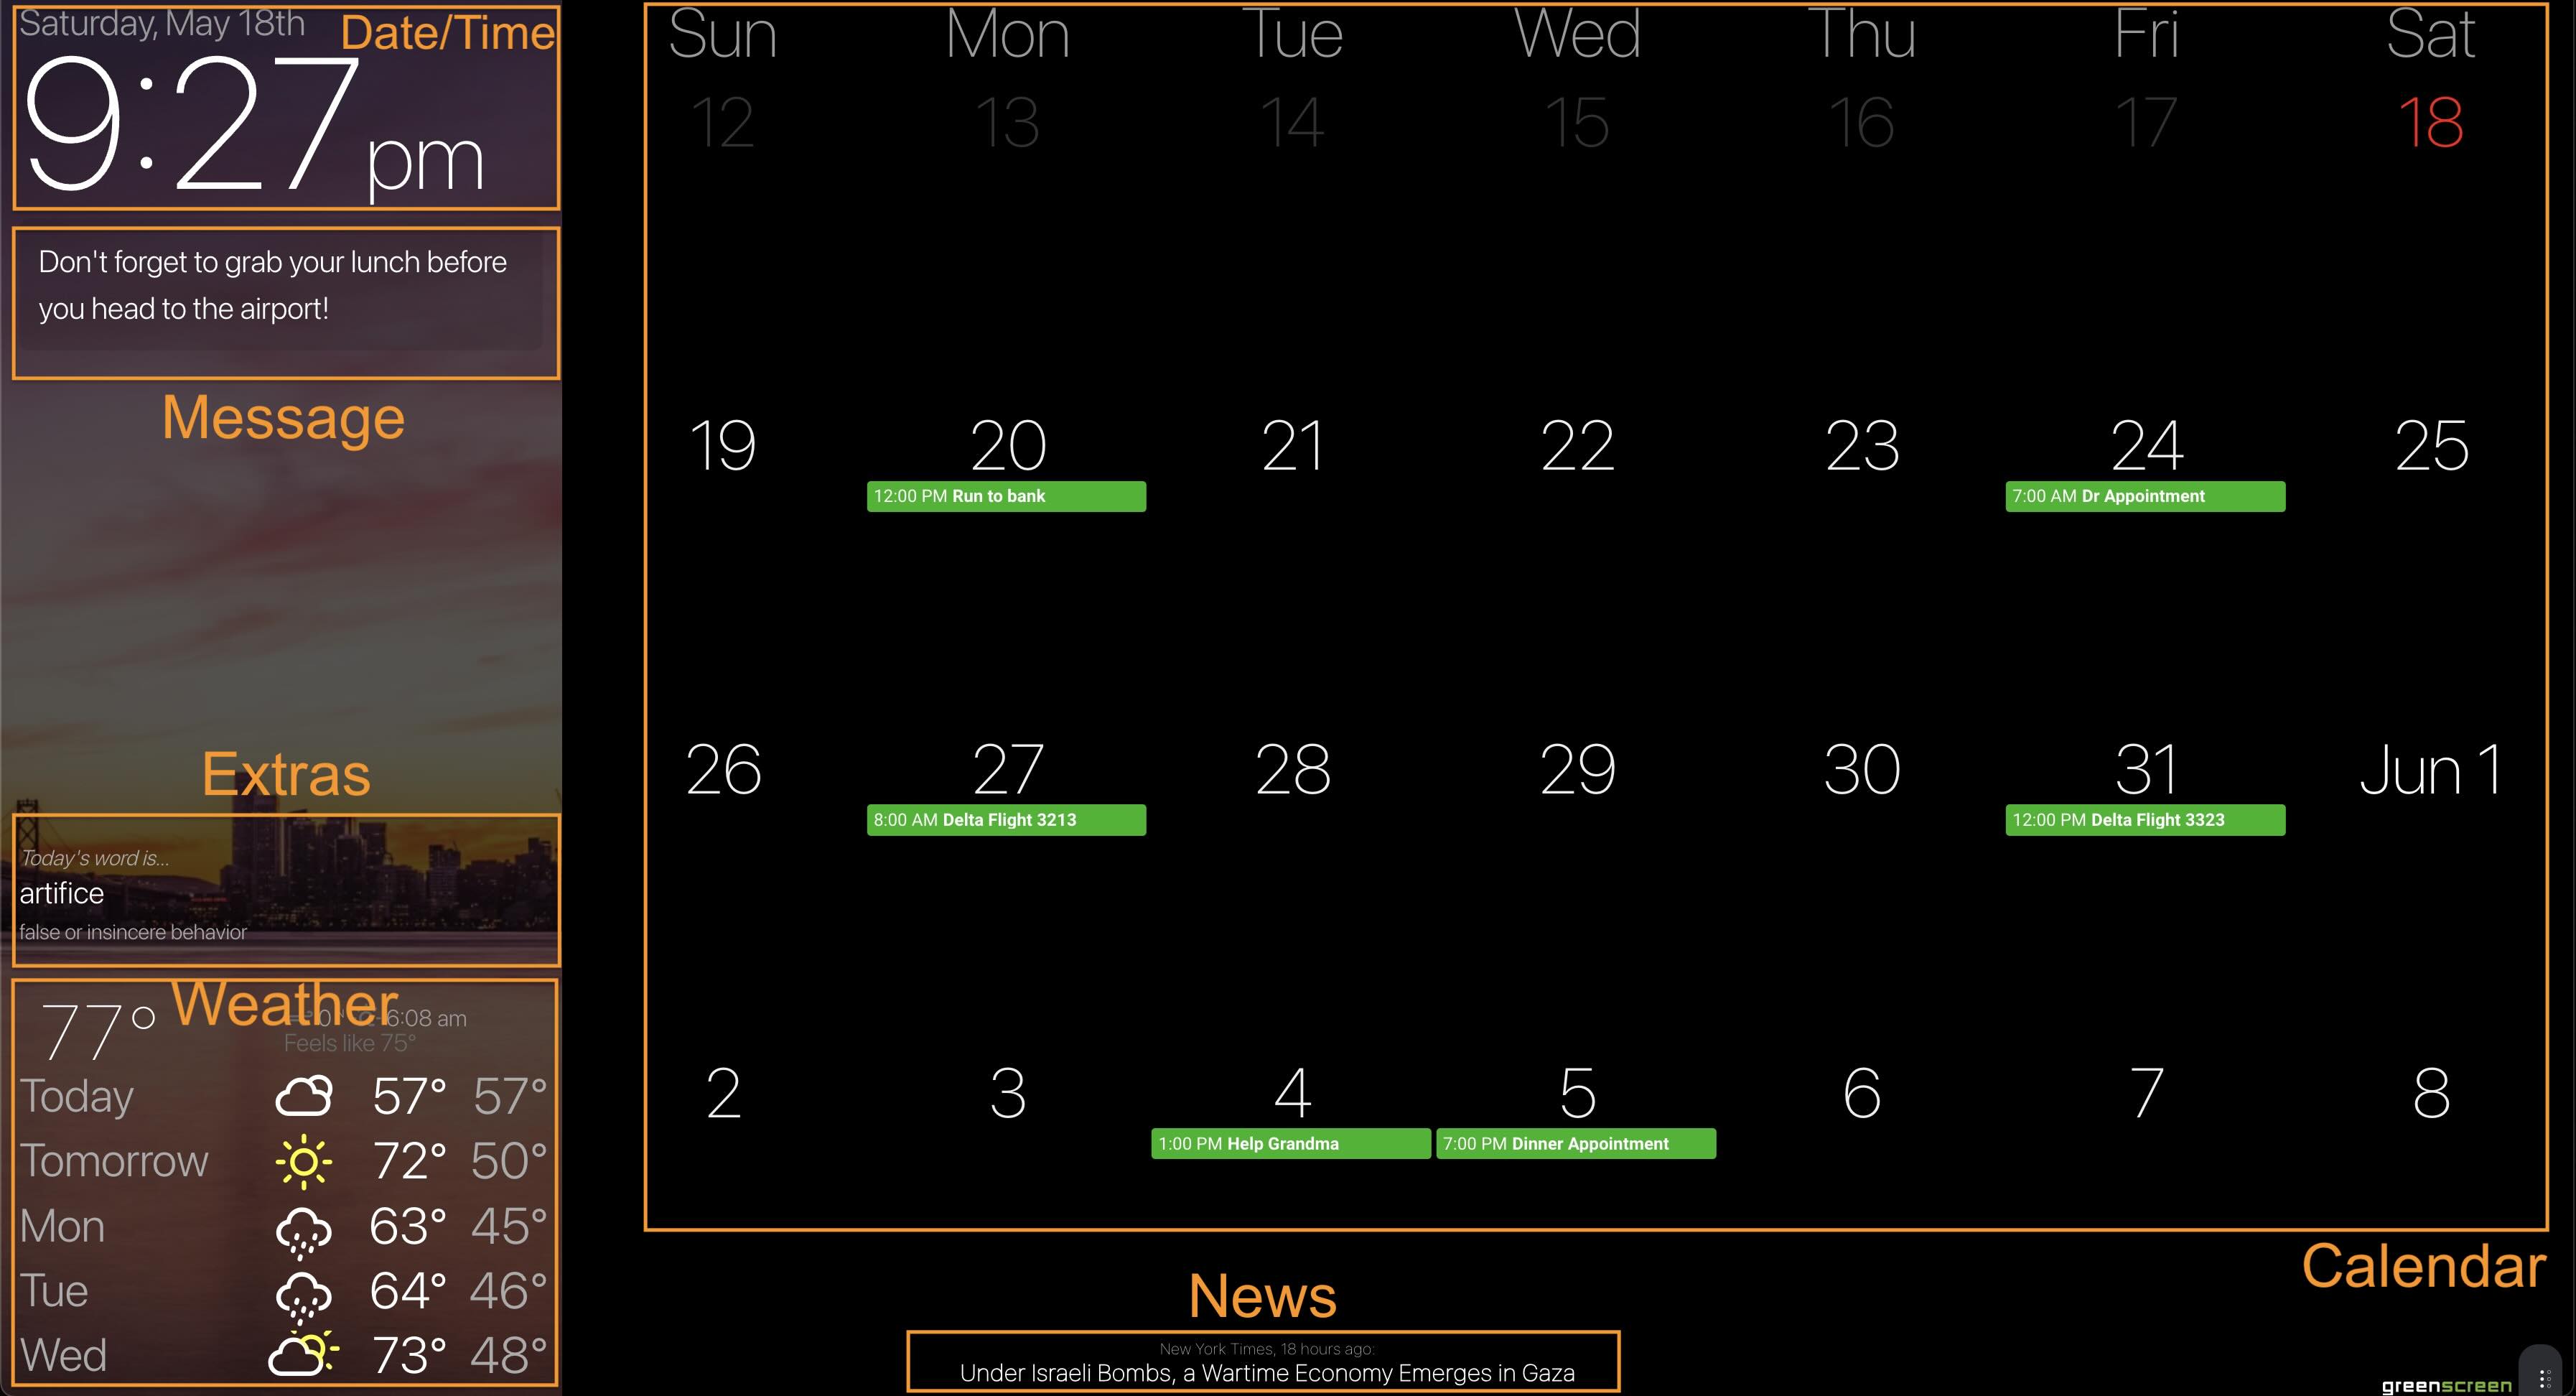 Saturday, May 18th
Date/Time
9:27 pm
Don't forget to grab your lunch before
you head to the airport!
Message
Extras
Today's word is...
artifice
false or insincere behavior
Weather
77°
6:08 am
Feels like 75°
Today 57° 57°
Tomorrow 72° 50°
Mon 63° 45°
Tue 64° 46°
Wed 73° 48°
Sun Mon Tue Wed Thu Fri Sat
12 13 14 15 16 17 18
19 20 21 22 23 24 25
12:00 PM Run to bank
7:00 AM Dr Appointment
26 27 28 29 30 31 Jun 1
8:00 AM Delta Flight 3213
12:00 PM Delta Flight 3323
2 3 4 5 6 7 8
1:00 PM Help Grandma
7:00 PM Dinner Appointment
Calendar
News
New York Times, 18 hours ago:
Under Israeli Bombs, a Wartime Economy Emerges in Gaza
greenscreen